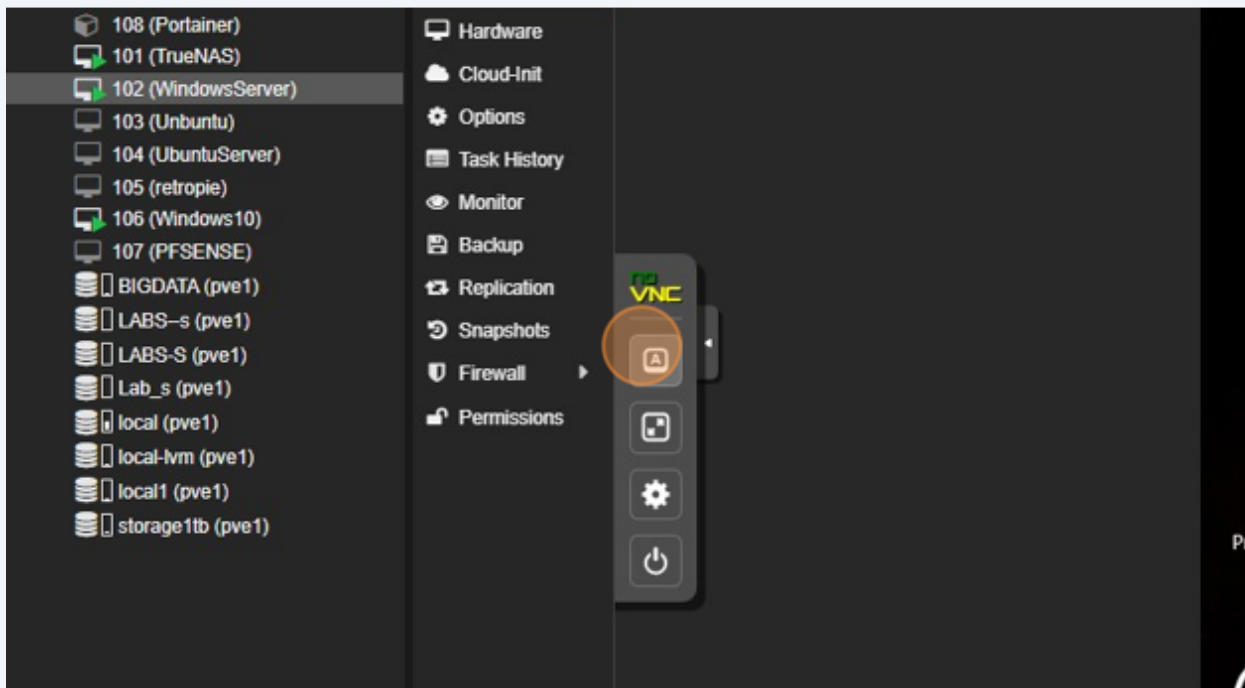 108 (Portainer)
101 (TrueNAS)
102 (WindowsServer)
103 (Unbuntu)
104 (UbuntuServer)
105 (retropie)
106 (Windows10)
107 (PFSENSE)
BIGDATA (pve1)
LABS--s (pve1)
LABS-S (pve1)
Lab_s (pve1)
local (pve1)
local-lvm (pve1)
local1 (pve1)
storage1tb (pve1)
Hardware
Cloud-Init
Options
Task History
Monitor
Backup
Replication
Snapshots
Firewall
Permissions
no
VNC
A